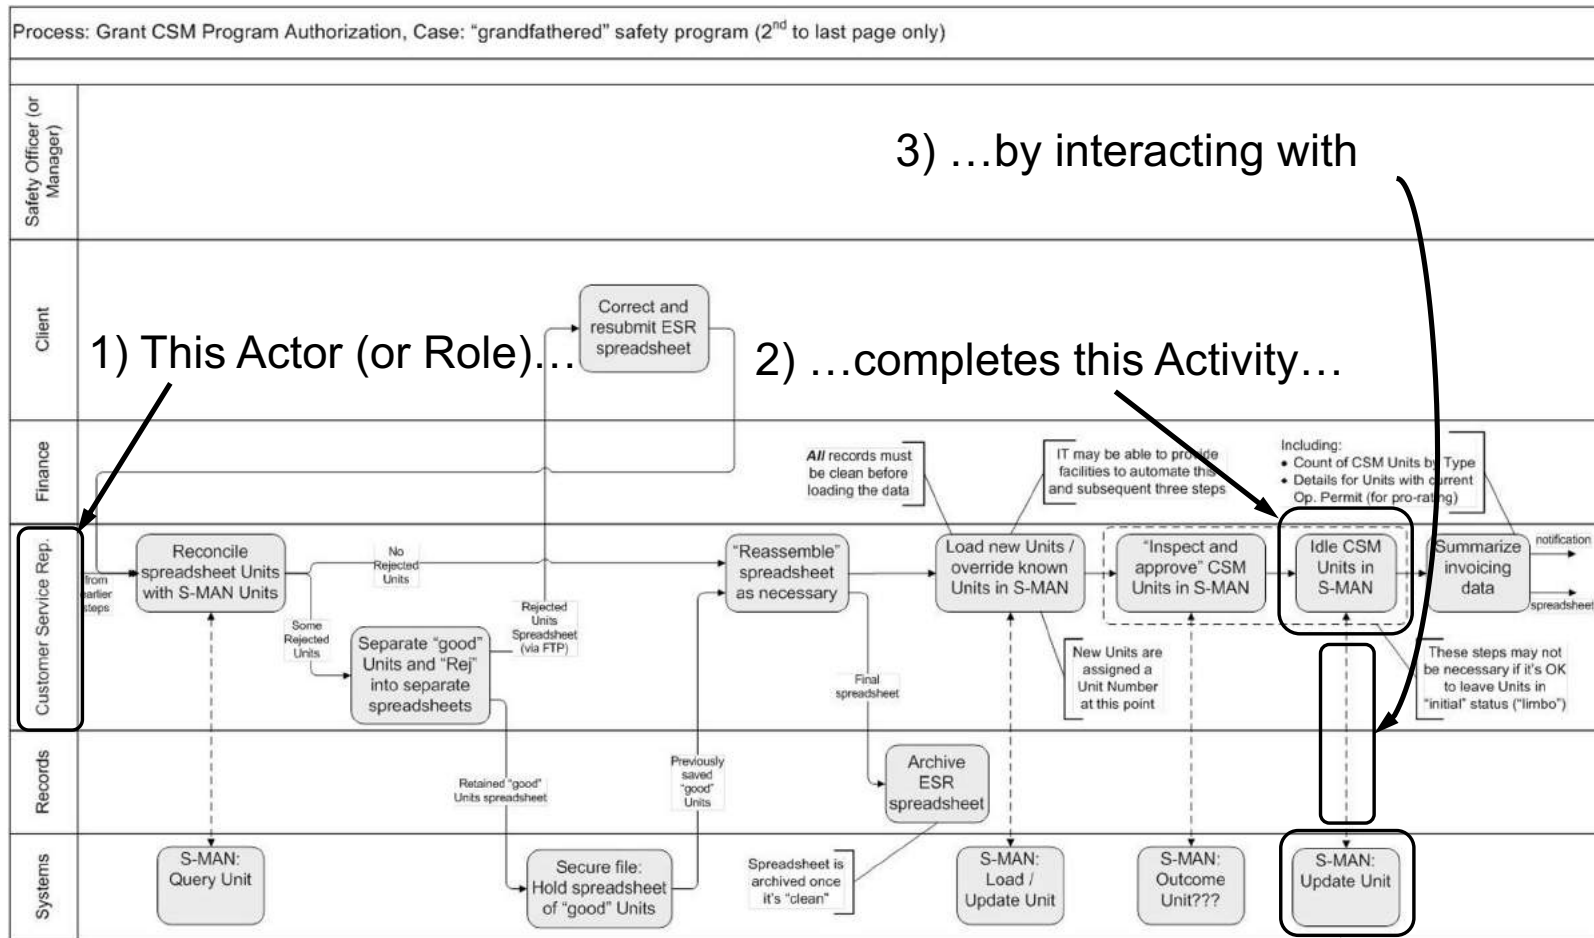 Process: Grant CSM Program Authorization, Case: “grandfathered” safety program (2nd to last page only)
Safety Officer (or
Manager)
3) …by interacting with
Client
Correct and
resubmit ESR
spreadsheet
1) This Actor (or Role)…
2) …completes this Activity…
Finance
All records must
be clean before
loading the data
IT may be able to provide
facilities to automate this
and subsequent three steps
Including:
• Count of CSM Units by Type
• Details for Units with current
Op. Permit (for pro-rating)
Customer Service Rep.
from
earlier
steps
Reconcile
spreadsheet Units
with S-MAN Units
No
Rejected
Units
Some
Rejected
Units
Separate “good”
Units and “Rej”
into separate
spreadsheets
Rejected
Units
Spreadsheet
(via FTP)
“Reassemble”
spreadsheet
as necessary
Final
spreadsheet
Load new Units /
override known
Units in S-MAN
New Units are
assigned a
Unit Number
at this point
“Inspect and
approve” CSM
Units in S-MAN
Idle CSM
Units in
S-MAN
Summarize
invoicing
data
notification
spreadsheet
These steps may not
be necessary if it's OK
to leave Units in
“initial” status (“limbo”)
Records
Retained “good”
Units spreadsheet
Previously
saved
“good”
Units
Archive
ESR
spreadsheet
Systems
S-MAN:
Query Unit
Secure file:
Hold spreadsheet
of “good” Units
Spreadsheet is
archived once
it's “clean”
S-MAN:
Load /
Update Unit
S-MAN:
Outcome
Unit???
S-MAN:
Update Unit